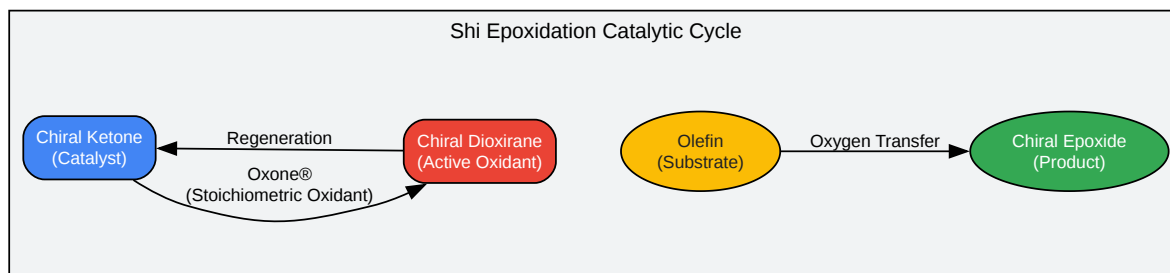 Shi Epoxidation Catalytic Cycle
Chiral Ketone
(Catalyst)
Regeneration
Oxone®
(Stoichiometric Oxidant)
Chiral Dioxirane
(Active Oxidant)
Olefin
(Substrate)
Oxygen Transfer
Chiral Epoxide
(Product)